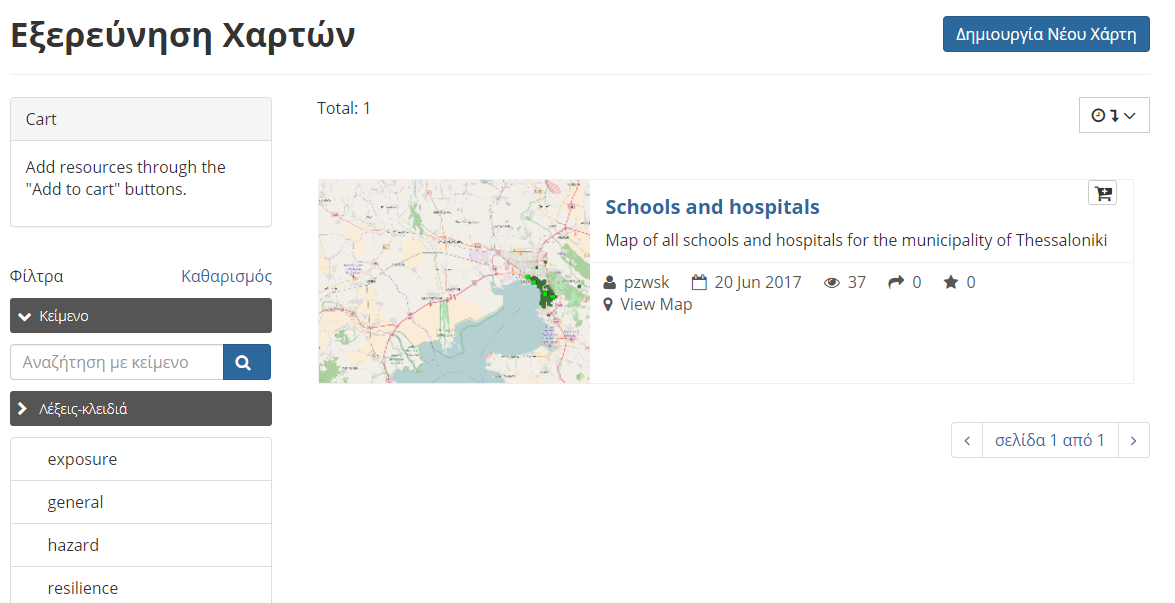 Εξερεύνηση Χαρτών
Δημιουργία Νέου Χάρτη
Cart
Add resources through the
"Add to cart" buttons.
Φίλτρα Καθαρισμός
Κείμενο
Αναζήτηση με κείμενο
Λέξεις-κλειδιά
exposure
general
hazard
resilience
Total: 1
Schools and hospitals
Map of all schools and hospitals for the municipality of Thessaloniki
pzwsk 20 Jun 2017 37 0 0
View Map
σελίδα 1 από 1